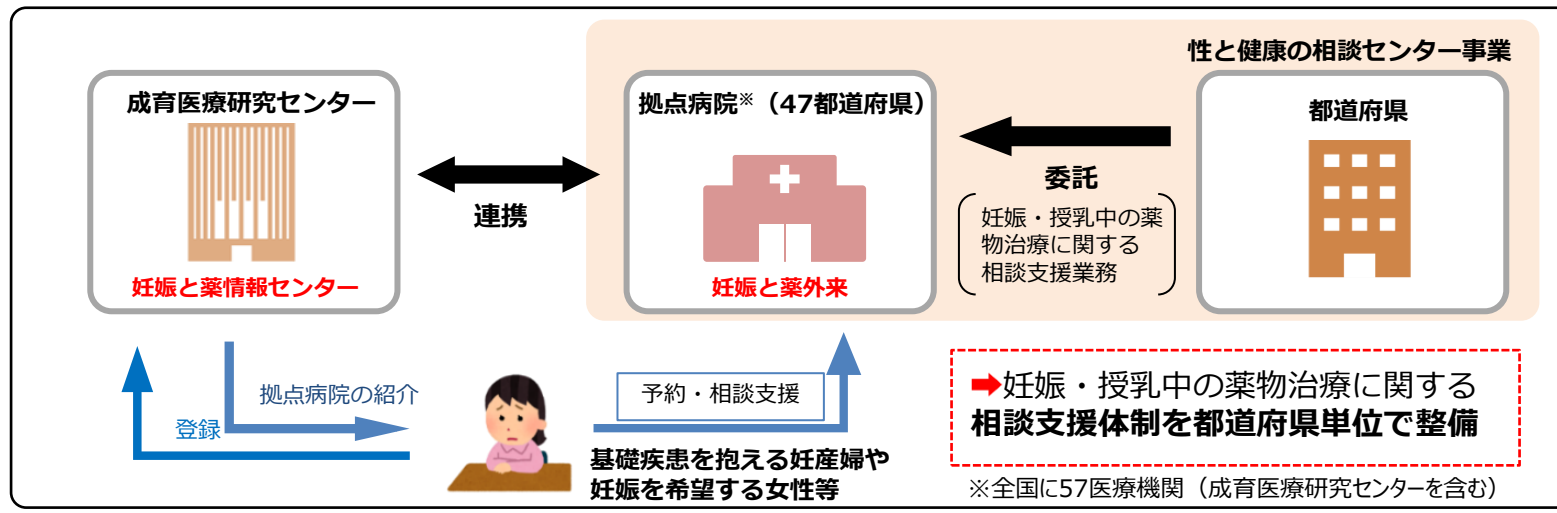 性と健康の相談センター事業
成育医療研究センター
妊娠と薬情報センター
連携
拠点病院※（47都道府県）
妊娠と薬外来
委託
妊娠・授乳中の薬
物治療に関する
相談支援業務
都道府県
登録
拠点病院の紹介
予約・相談支援
基礎疾患を抱える妊産婦や
妊娠を希望する女性等
➡妊娠・授乳中の薬物治療に関する
相談支援体制を都道府県単位で整備
※全国に57医療機関（成育医療研究センターを含む）